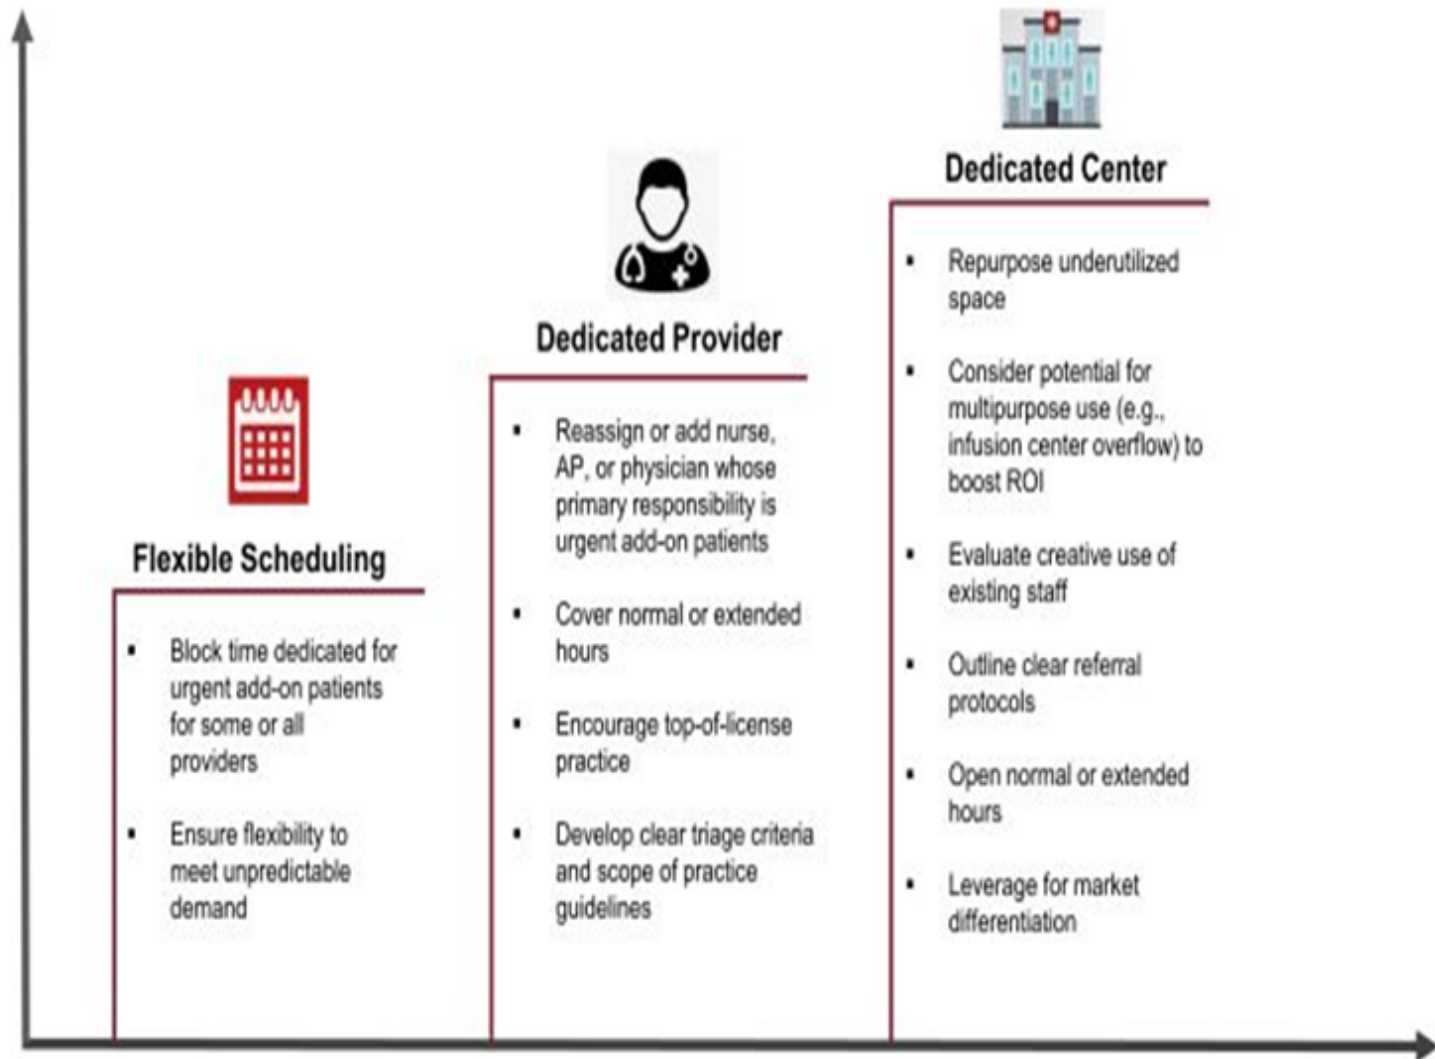 Flexible Scheduling
▪ Block time dedicated for
urgent add-on patients
for some or all
providers
▪ Ensure flexibility to
meet unpredictable
demand
Dedicated Provider
▪ Reassign or add nurse,
AP, or physician whose
primary responsibility is
urgent add-on patients
▪ Cover normal or extended
hours
▪ Encourage top-of-license
practice
▪ Develop clear triage criteria
and scope of practice
guidelines
Dedicated Center
▪ Repurpose underutilized
space
▪ Consider potential for
multipurpose use (e.g.,
infusion center overflow) to
boost ROI
▪ Evaluate creative use of
existing staff
▪ Outline clear referral
protocols
▪ Open normal or extended
hours
▪ Leverage for market
differentiation